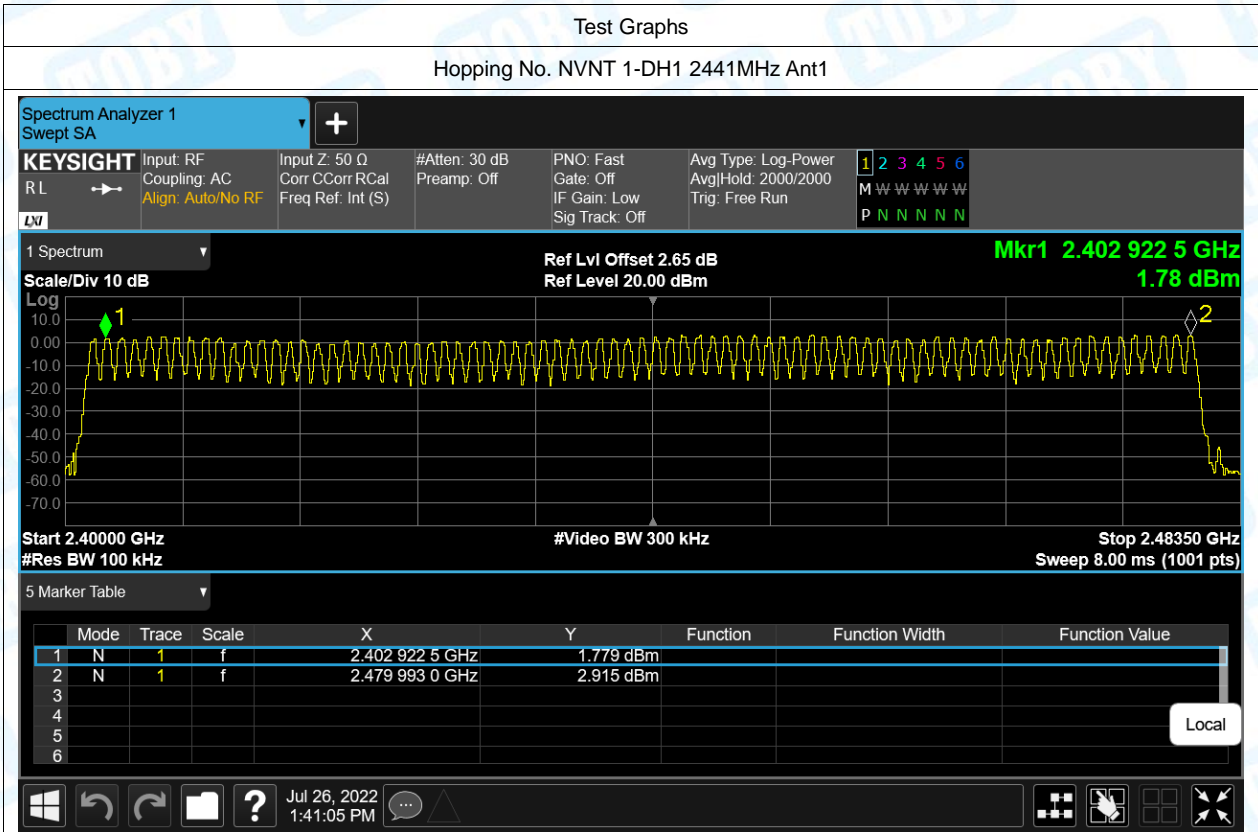 Test Graphs
Hopping No. NVNT 1-DH1 2441MHz Ant1
Spectrum Analyzer 1
Swept SA
KEYSIGHT
RL
LXI
Input: RF
Coupling: AC
Align: Auto/No RF
Input Z: 50 Ω
Corr CCorr RCal
Freq Ref: Int (S)
#Atten: 30 dB
Preamp: Off
PNO: Fast
Gate: Off
IF Gain: Low
Sig Track: Off
Avg Type: Log-Power
Avg|Hold: 2000/2000
Trig: Free Run
1 2 3 4 5 6
M W W W W W
P N N N N N
1 Spectrum
Scale/Div 10 dB
Ref Lvl Offset 2.65 dB
Ref Level 20.00 dBm
Mkr1 2.402 922 5 GHz
1.78 dBm
Log
10.0
0.00
-10.0
-20.0
-30.0
-40.0
-50.0
-60.0
-70.0
1
2
Start 2.40000 GHz
#Video BW 300 kHz
Stop 2.48350 GHz
#Res BW 100 kHz
Sweep 8.00 ms (1001 pts)
5 Marker Table
Mode Trace Scale X Y Function Function Width Function Value
1 N 1 f 2.402 922 5 GHz 1.779 dBm
2 N 1 f 2.479 993 0 GHz 2.915 dBm
3
4
5
6
Local
Jul 26, 2022
1:41:05 PM
TOBY